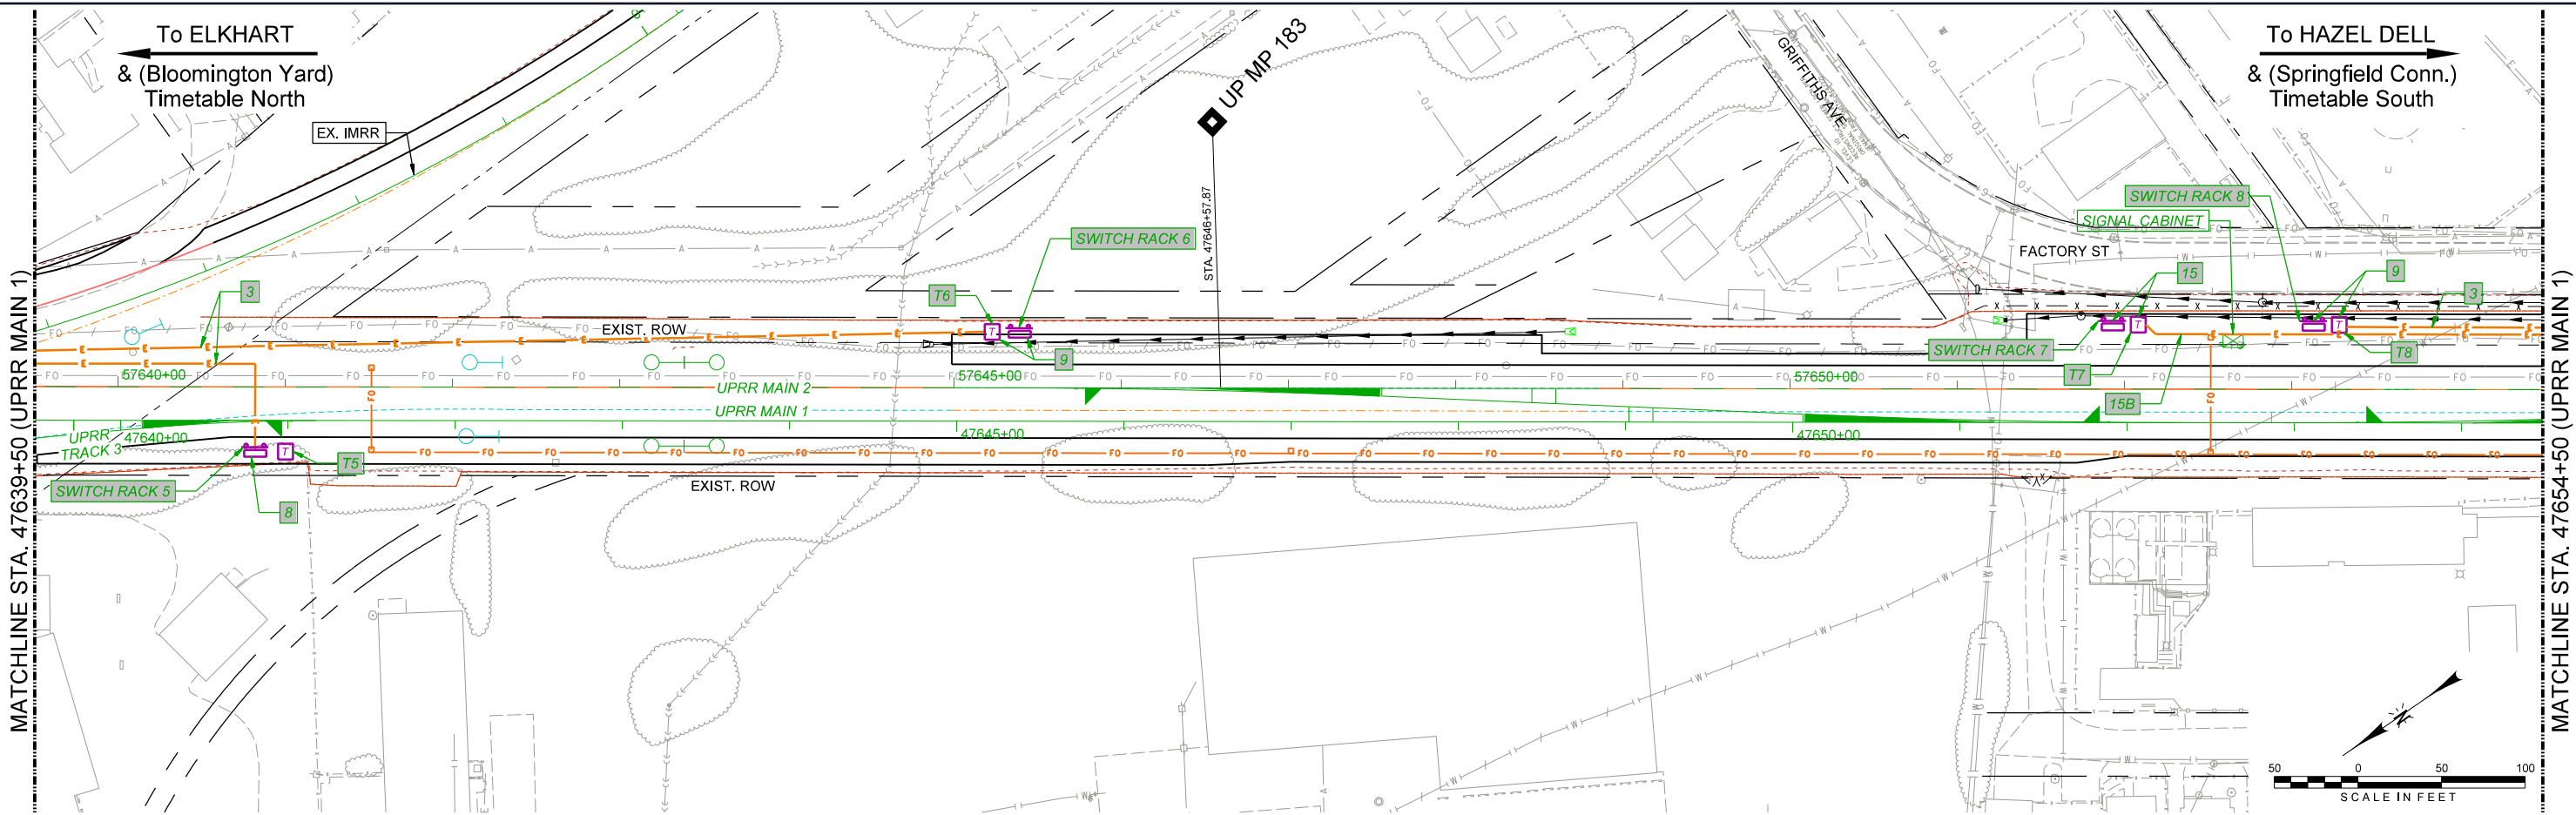 To ELKHART
& (Bloomington Yard)
Timetable North
EX. IMRR
UP MP 183
STA. 47646+57.87
GRIFFITHS AVE
To HAZEL DELL
& (Springfield Conn.)
Timetable South
SWITCH RACK 8
SIGNAL CABINET
FACTORY ST
SWITCH RACK 6
T6
15
9
3
3
EXIST. ROW
9
SWITCH RACK 7
T7
15B
T8
57640+00
57645+00
57650+00
UPRR MAIN 2
UPRR MAIN 1
UPRR
TRACK 3
47640+00
47645+00
47650+00
T5
SWITCH RACK 5
8
EXIST. ROW
MATCHLINE STA. 47639+50 (UPRR MAIN 1)
MATCHLINE STA. 47654+50 (UPRR MAIN 1)
N
50 0 50 100
SCALE IN FEET